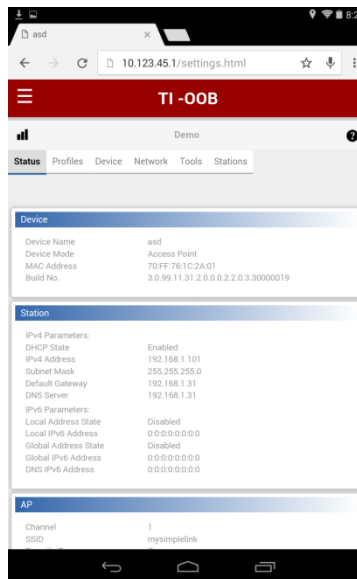 8:2
asd
10.123.45.1/settings.html
TI -OOB
Demo
Status Profiles Device Network Tools Stations
Device
Device Name asd
Device Mode Access Point
MAC Address 70:FF:76:1C:2A:01
Build No. 3.0.99.11.31.2.0.0.0.2.2.0.3.30000019
Station
IPv4 Parameters:
DHCP State Enabled
IPv4 Address 192.168.1.101
Subnet Mask 255.255.255.0
Default Gateway 192.168.1.31
DNS Server 192.168.1.31
IPv6 Parameters:
Local Address State Disabled
Local IPv6 Address 0:0:0:0:0:0:0:0
Global Address State Disabled
Global IPv6 Address 0:0:0:0:0:0:0:0
DNS IPv6 Address 0:0:0:0:0:0:0:0
AP
Channel 1
SSID mysimplelink